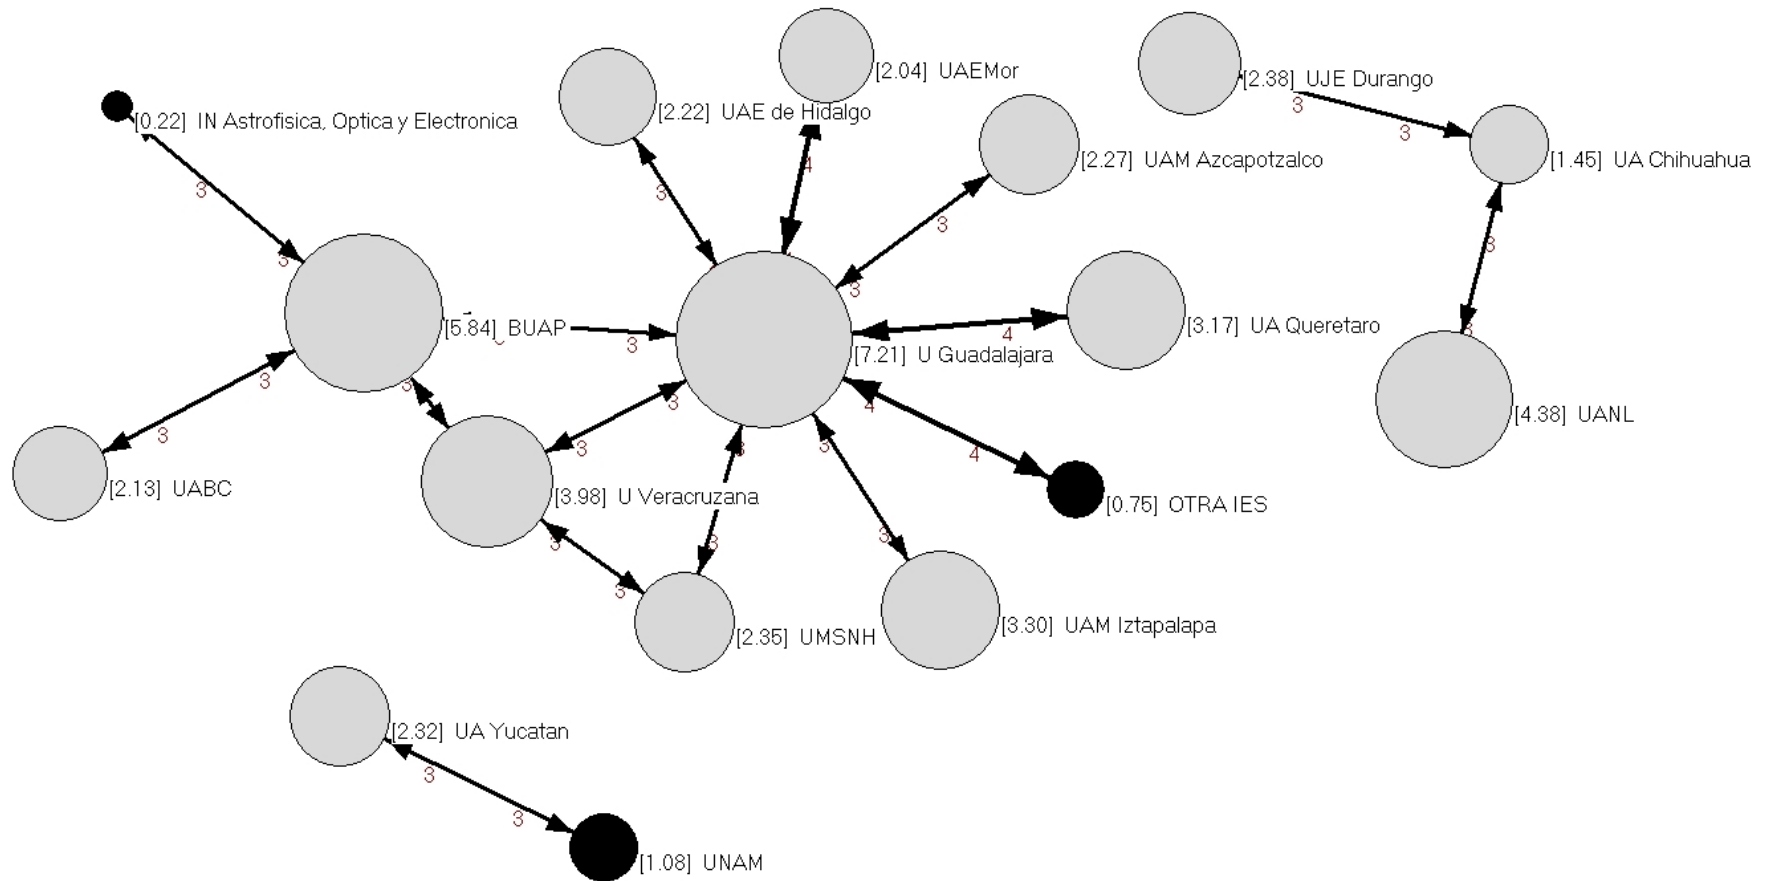 [2.04] UAEMor
[2.38] UJE Durango
[0.22] IN Astrofisica, Optica y Electronica
[2.22] UAE de Hidalgo
3
3
[2.27] UAM Azcapotzalco
[1.45] UA Chihuahua
4
3
3
3
3
3
3
3
[5.84] BUAP
3
[7.21] U Guadalajara
4
[3.17] UA Queretaro
3
3
3
3
4
[4.38] UANL
3
3
3
3
4
[2.13] UABC
[3.98] U Veracruzana
[0.75] OTRA IES
3
3
3
3
[2.35] UMSNH
[3.30] UAM Iztapalapa
[2.32] UA Yucatan
3
3
[1.08] UNAM